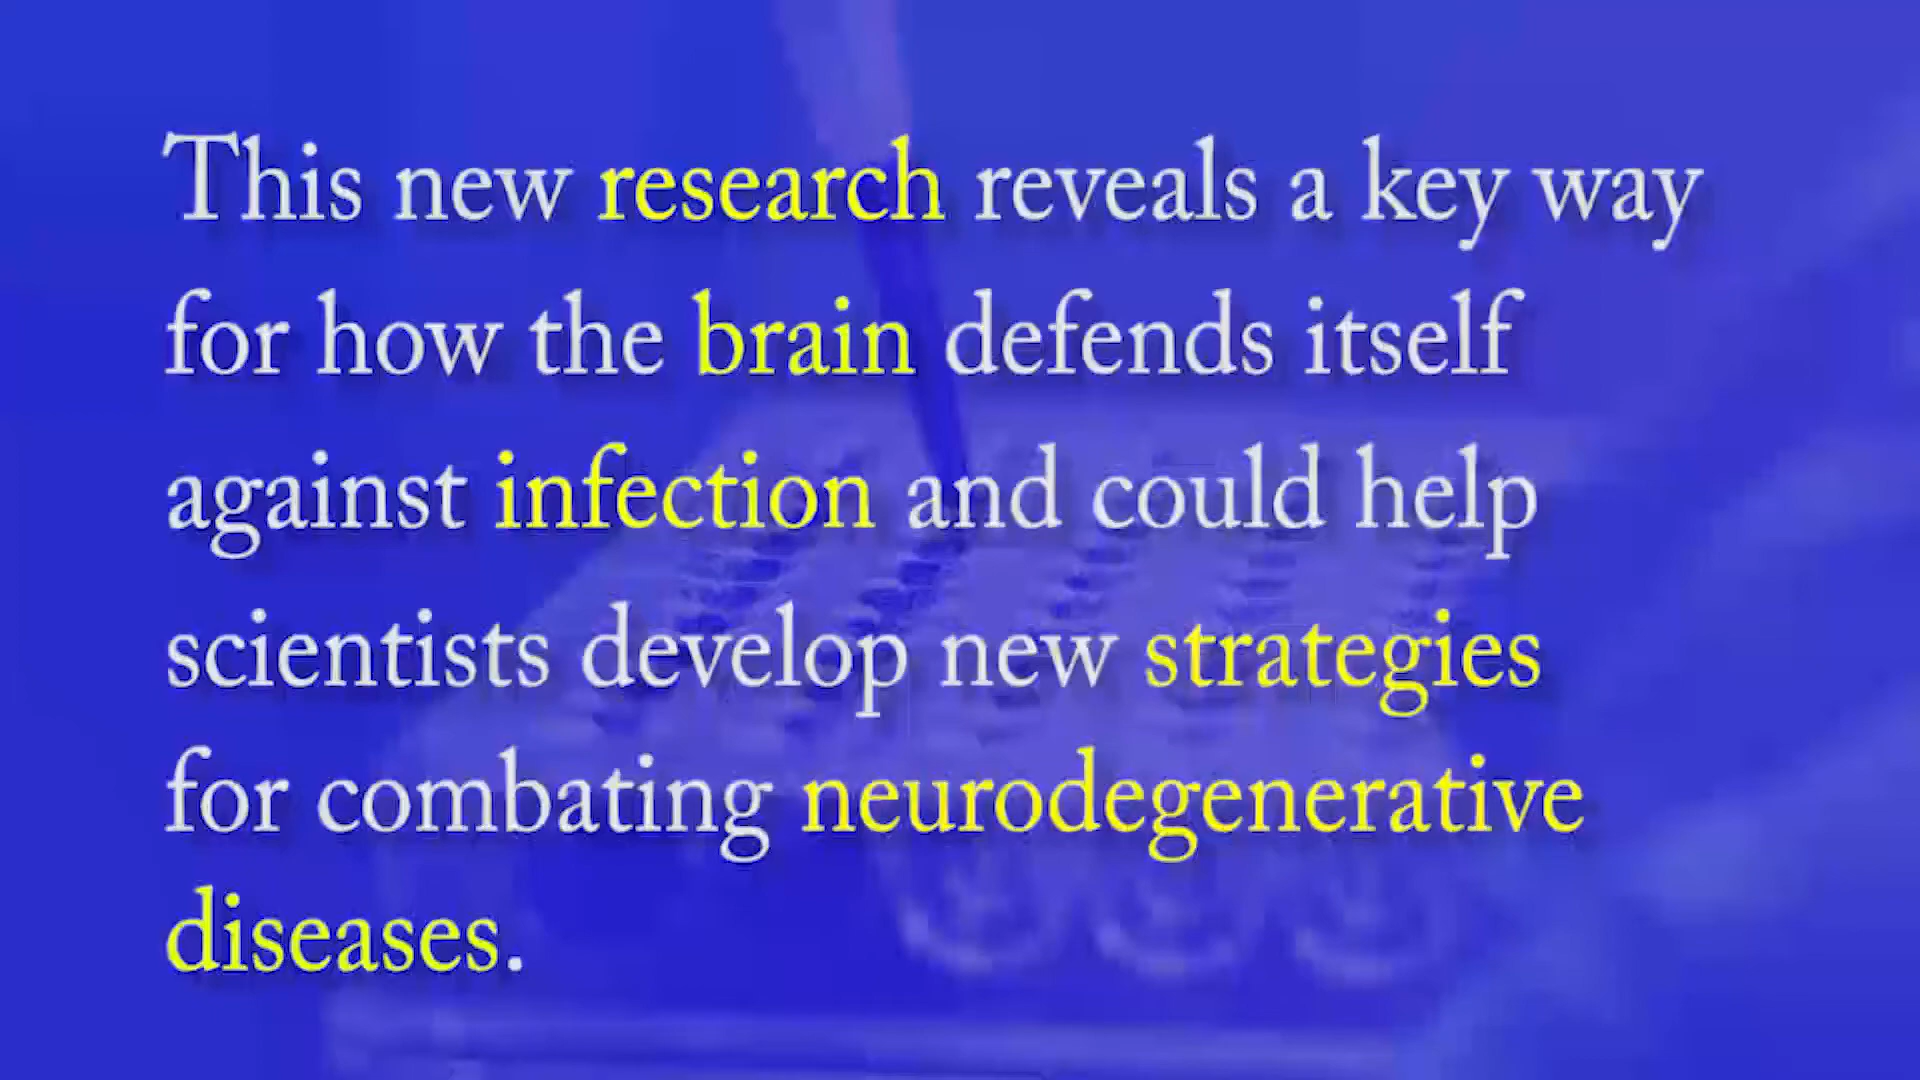 This new research reveals a key way
for how the brain defends itself
against infection and could help
scientists develop new strategies
for combating neurodegenerative
diseases.